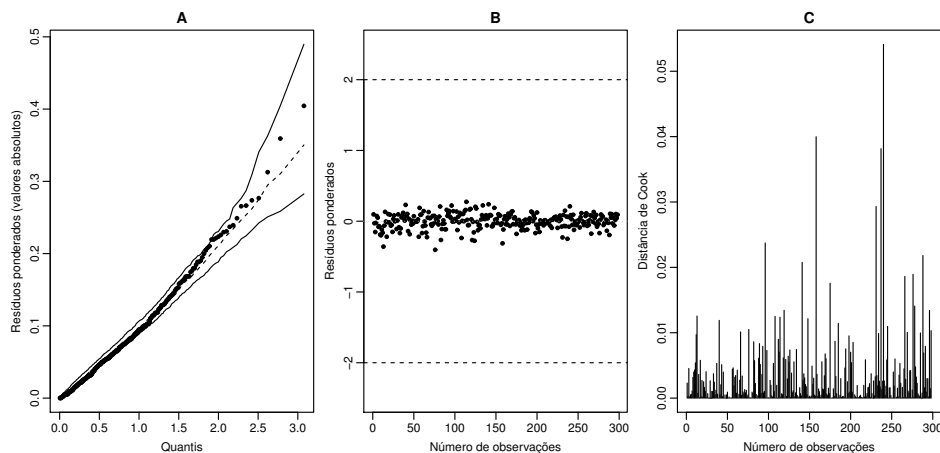 A
Resíduos ponderados (valores absolutos)
0.5
0.4
0.3
0.2
0.1
0.0
0.0 0.5 1.0 1.5 2.0 2.5 3.0
Quantis
B
Resíduos ponderados
2
1
0
−1
−2
0 50 100 150 200 250 300
Número de observações
C
Distância de Cook
0.05
0.04
0.03
0.02
0.01
0.00
0 50 100 150 200 250 300
Número de observações